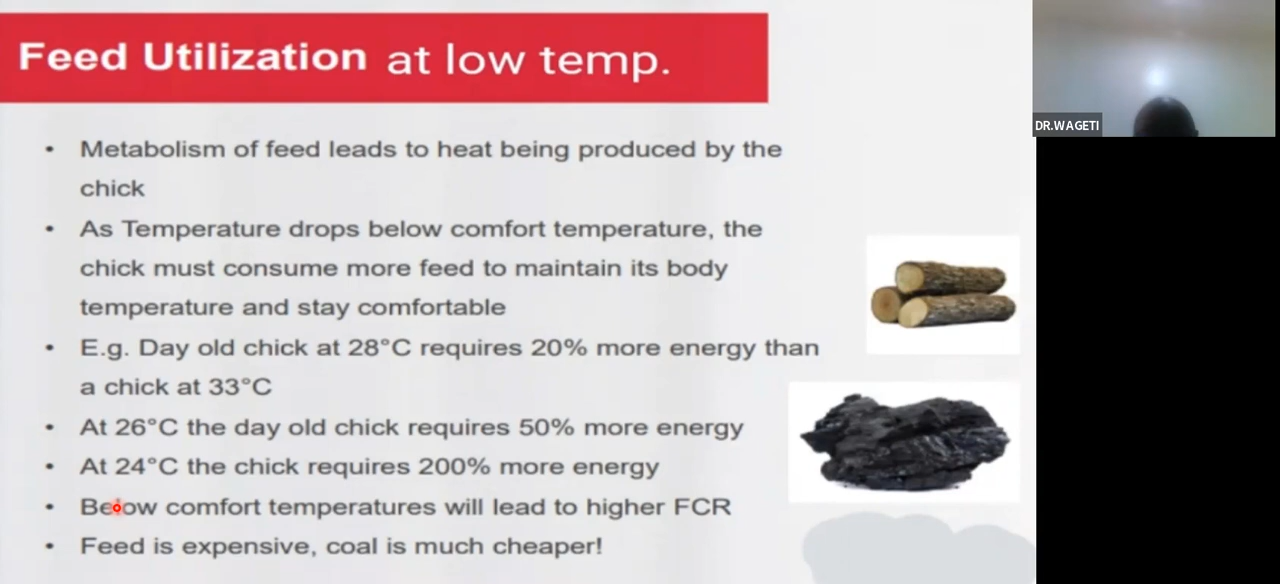 Feed Utilization at low temp.
• Metabolism of feed leads to heat being produced by the
chick
• As Temperature drops below comfort temperature, the
chick must consume more feed to maintain its body
temperature and stay comfortable
• E.g. Day old chick at 28°C requires 20% more energy than
a chick at 33°C
• At 26°C the day old chick requires 50% more energy
• At 24°C the chick requires 200% more energy
• Below comfort temperatures will lead to higher FCR
• Feed is expensive, coal is much cheaper!
DR.WAGETI